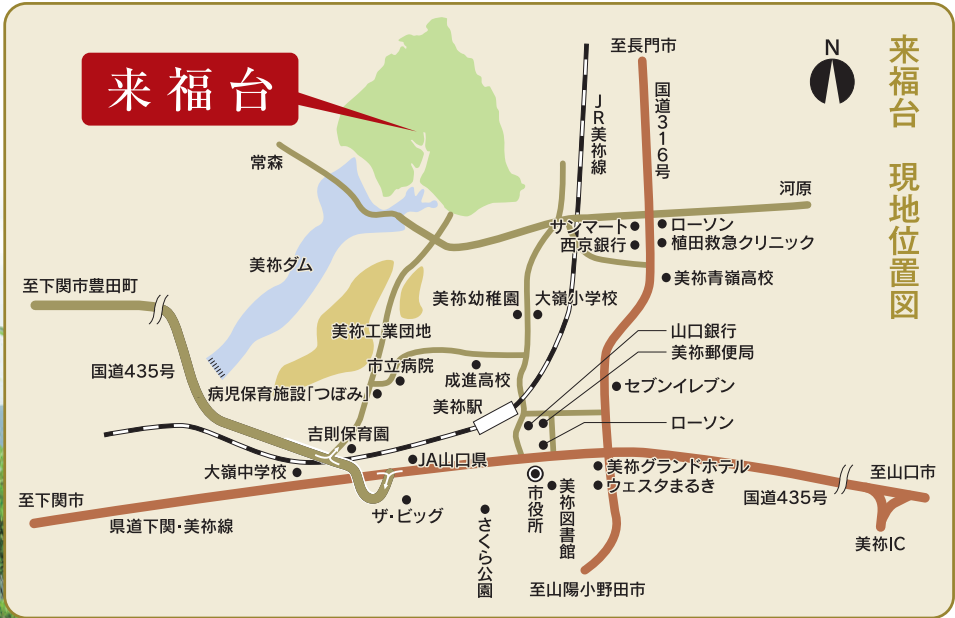 来福台 現地位置図
N
来福台
至長門市
国道316号
JR美祢線
常森
河原
サンマート
ローソン
西京銀行
植田救急クリニック
美祢ダム
美祢青嶺高校
至下関市豊田町
美祢幼稚園
大嶺小学校
美祢工業団地
山口銀行
美祢郵便局
国道435号
市立病院
成進高校
セブンイレブン
病児保育施設「つぼみ」
美祢駅
ローソン
吉則保育園
JA山口県
大嶺中学校
美祢グランドホテル
至山口市
ウェスタまるき
国道435号
至下関市
市役所
美祢図書館
ザ・ビッグ
さくら公園
県道下関・美祢線
美祢IC
至山陽小野田市